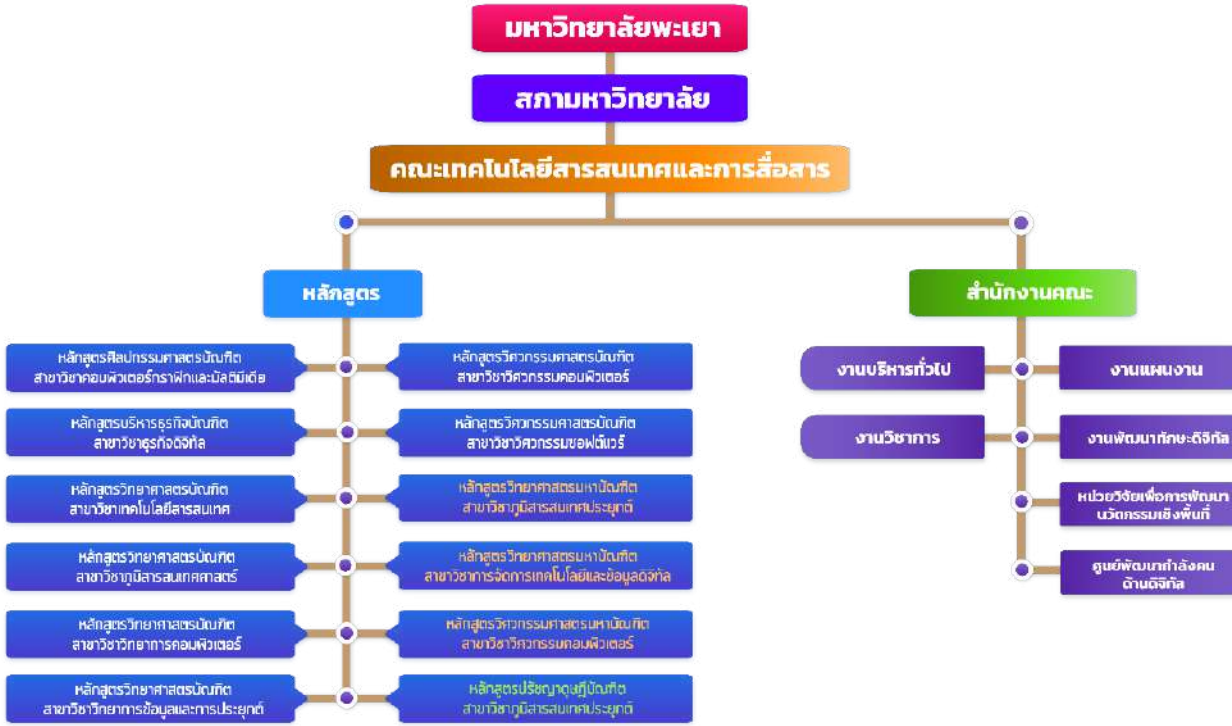 มหาวิทยาลัยพะเยา
สภามหาวิทยาลัย
คณะเทคโนโลยีสารสนเทศและการสื่อสาร
หลักสูตร
สำนักงานคณะ
หลักสูตรศิลปกรรมศาสตรบัณฑิต
สาขาวิชาคอมพิวเตอร์กราฟิกและมัลติมีเดีย
หลักสูตรวิศวกรรมศาสตรบัณฑิต
สาขาวิชาวิศวกรรมคอมพิวเตอร์
หลักสูตรบริหารธุรกิจบัณฑิต
สาขาวิชาธุรกิจดิจิทัล
หลักสูตรวิศวกรรมศาสตรบัณฑิต
สาขาวิชาวิศวกรรมซอฟต์แวร์
หลักสูตรวิทยาศาสตรบัณฑิต
สาขาวิชาเทคโนโลยีสารสนเทศ
หลักสูตรวิทยาศาสตรมหาบัณฑิต
สาขาวิชาภูมิสารสนเทศประยุกต์
หลักสูตรวิทยาศาสตรบัณฑิต
สาขาวิชาภูมิสารสนเทศศาสตร์
หลักสูตรวิทยาศาสตรมหาบัณฑิต
สาขาวิชาการจัดการเทคโนโลยีและข้อมูลดิจิทัล
หลักสูตรวิทยาศาสตรบัณฑิต
สาขาวิชาวิทยาการคอมพิวเตอร์
หลักสูตรวิศวกรรมศาสตรมหาบัณฑิต
สาขาวิชาวิศวกรรมคอมพิวเตอร์
หลักสูตรวิทยาศาสตรบัณฑิต
สาขาวิชาวิทยาการข้อมูลและการประยุกต์
หลักสูตรปรัชญาดุษฎีบัณฑิต
สาขาวิชาภูมิสารสนเทศประยุกต์
งานบริหารทั่วไป
งานแผนงาน
งานวิชาการ
งานพัฒนาทักษะดิจิทัล
หน่วยวิจัยเพื่อการพัฒนา
นวัตกรรมเชิงพื้นที่
ศูนย์พัฒนากำลังคน
ด้านดิจิทัล